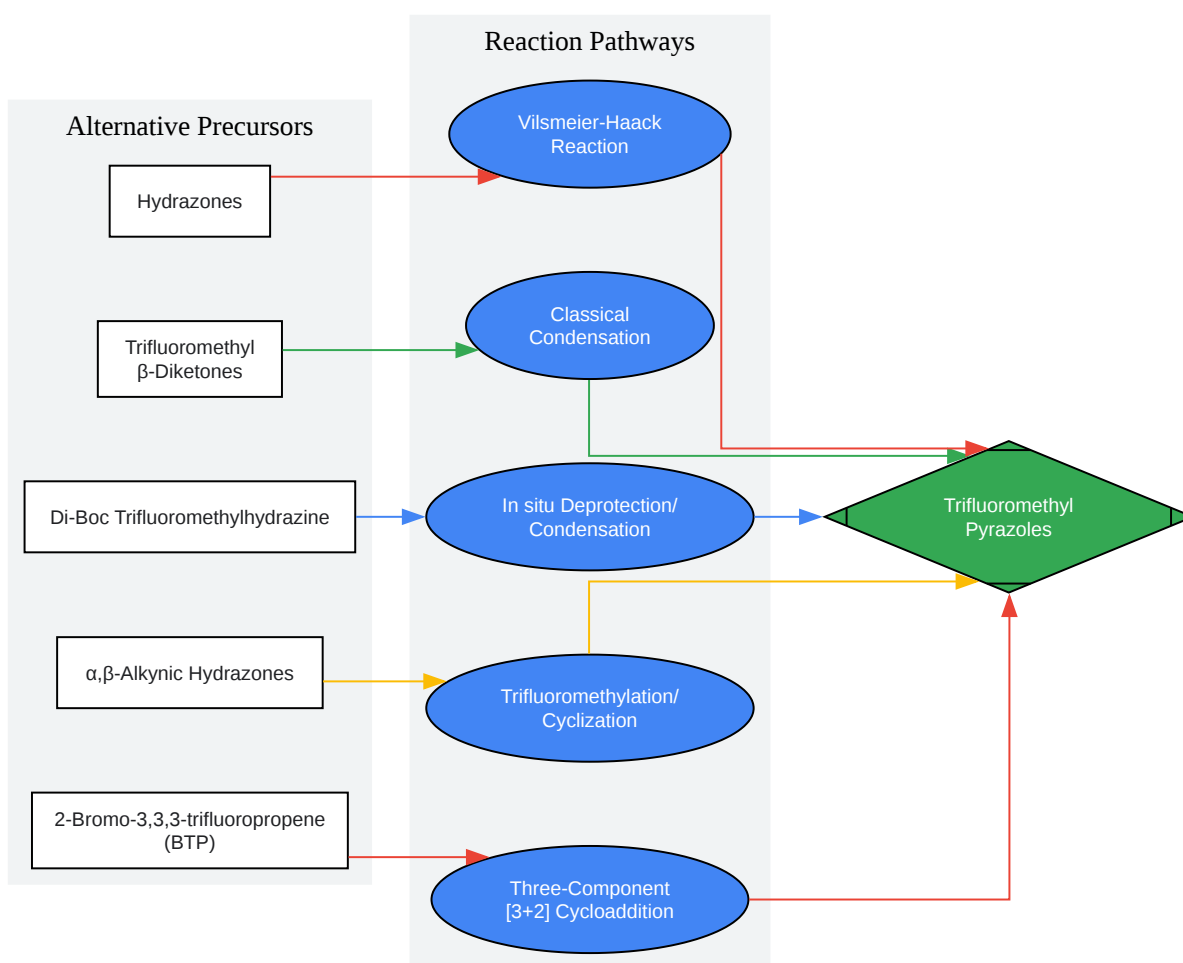 Reaction Pathways
Alternative Precursors
Vilsmeier-Haack
Reaction
Hydrazones
Classical
Condensation
Trifluoromethyl
β-Diketones
Di-Boc Trifluoromethylhydrazine
In situ Deprotection/
Condensation
Trifluoromethyl
Pyrazoles
α,β-Alkynic Hydrazones
Trifluoromethylation/
Cyclization
2-Bromo-3,3,3-trifluoropropene
(BTP)
Three-Component
[3+2] Cycloaddition